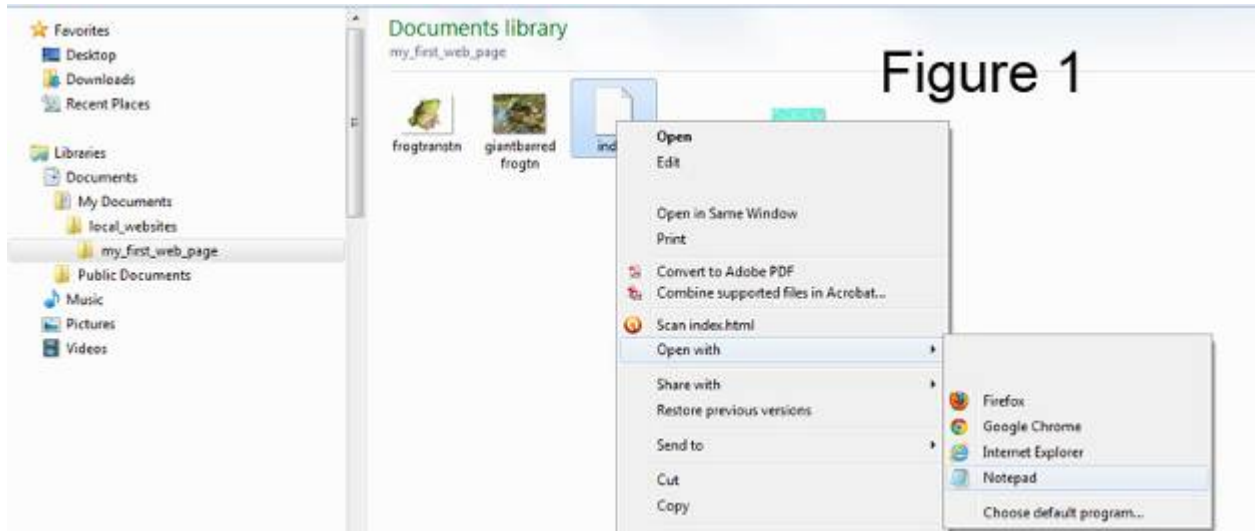 Favorites
Desktop
Downloads
Recent Places
Libraries
Documents
My Documents
local_websites
my_first_web_page
Public Documents
Music
Pictures
Videos
Documents library
my_first_web_page
Figure 1
frogtranstn
giantbarred
frogtn
ind
Open
Edit
Open in Same Window
Print
Convert to Adobe PDF
Combine supported files in Acrobat...
Scan index.html
Open with
Share with
Restore previous versions
Send to
Cut
Copy
Firefox
Google Chrome
Internet Explorer
Notepad
Choose default program...